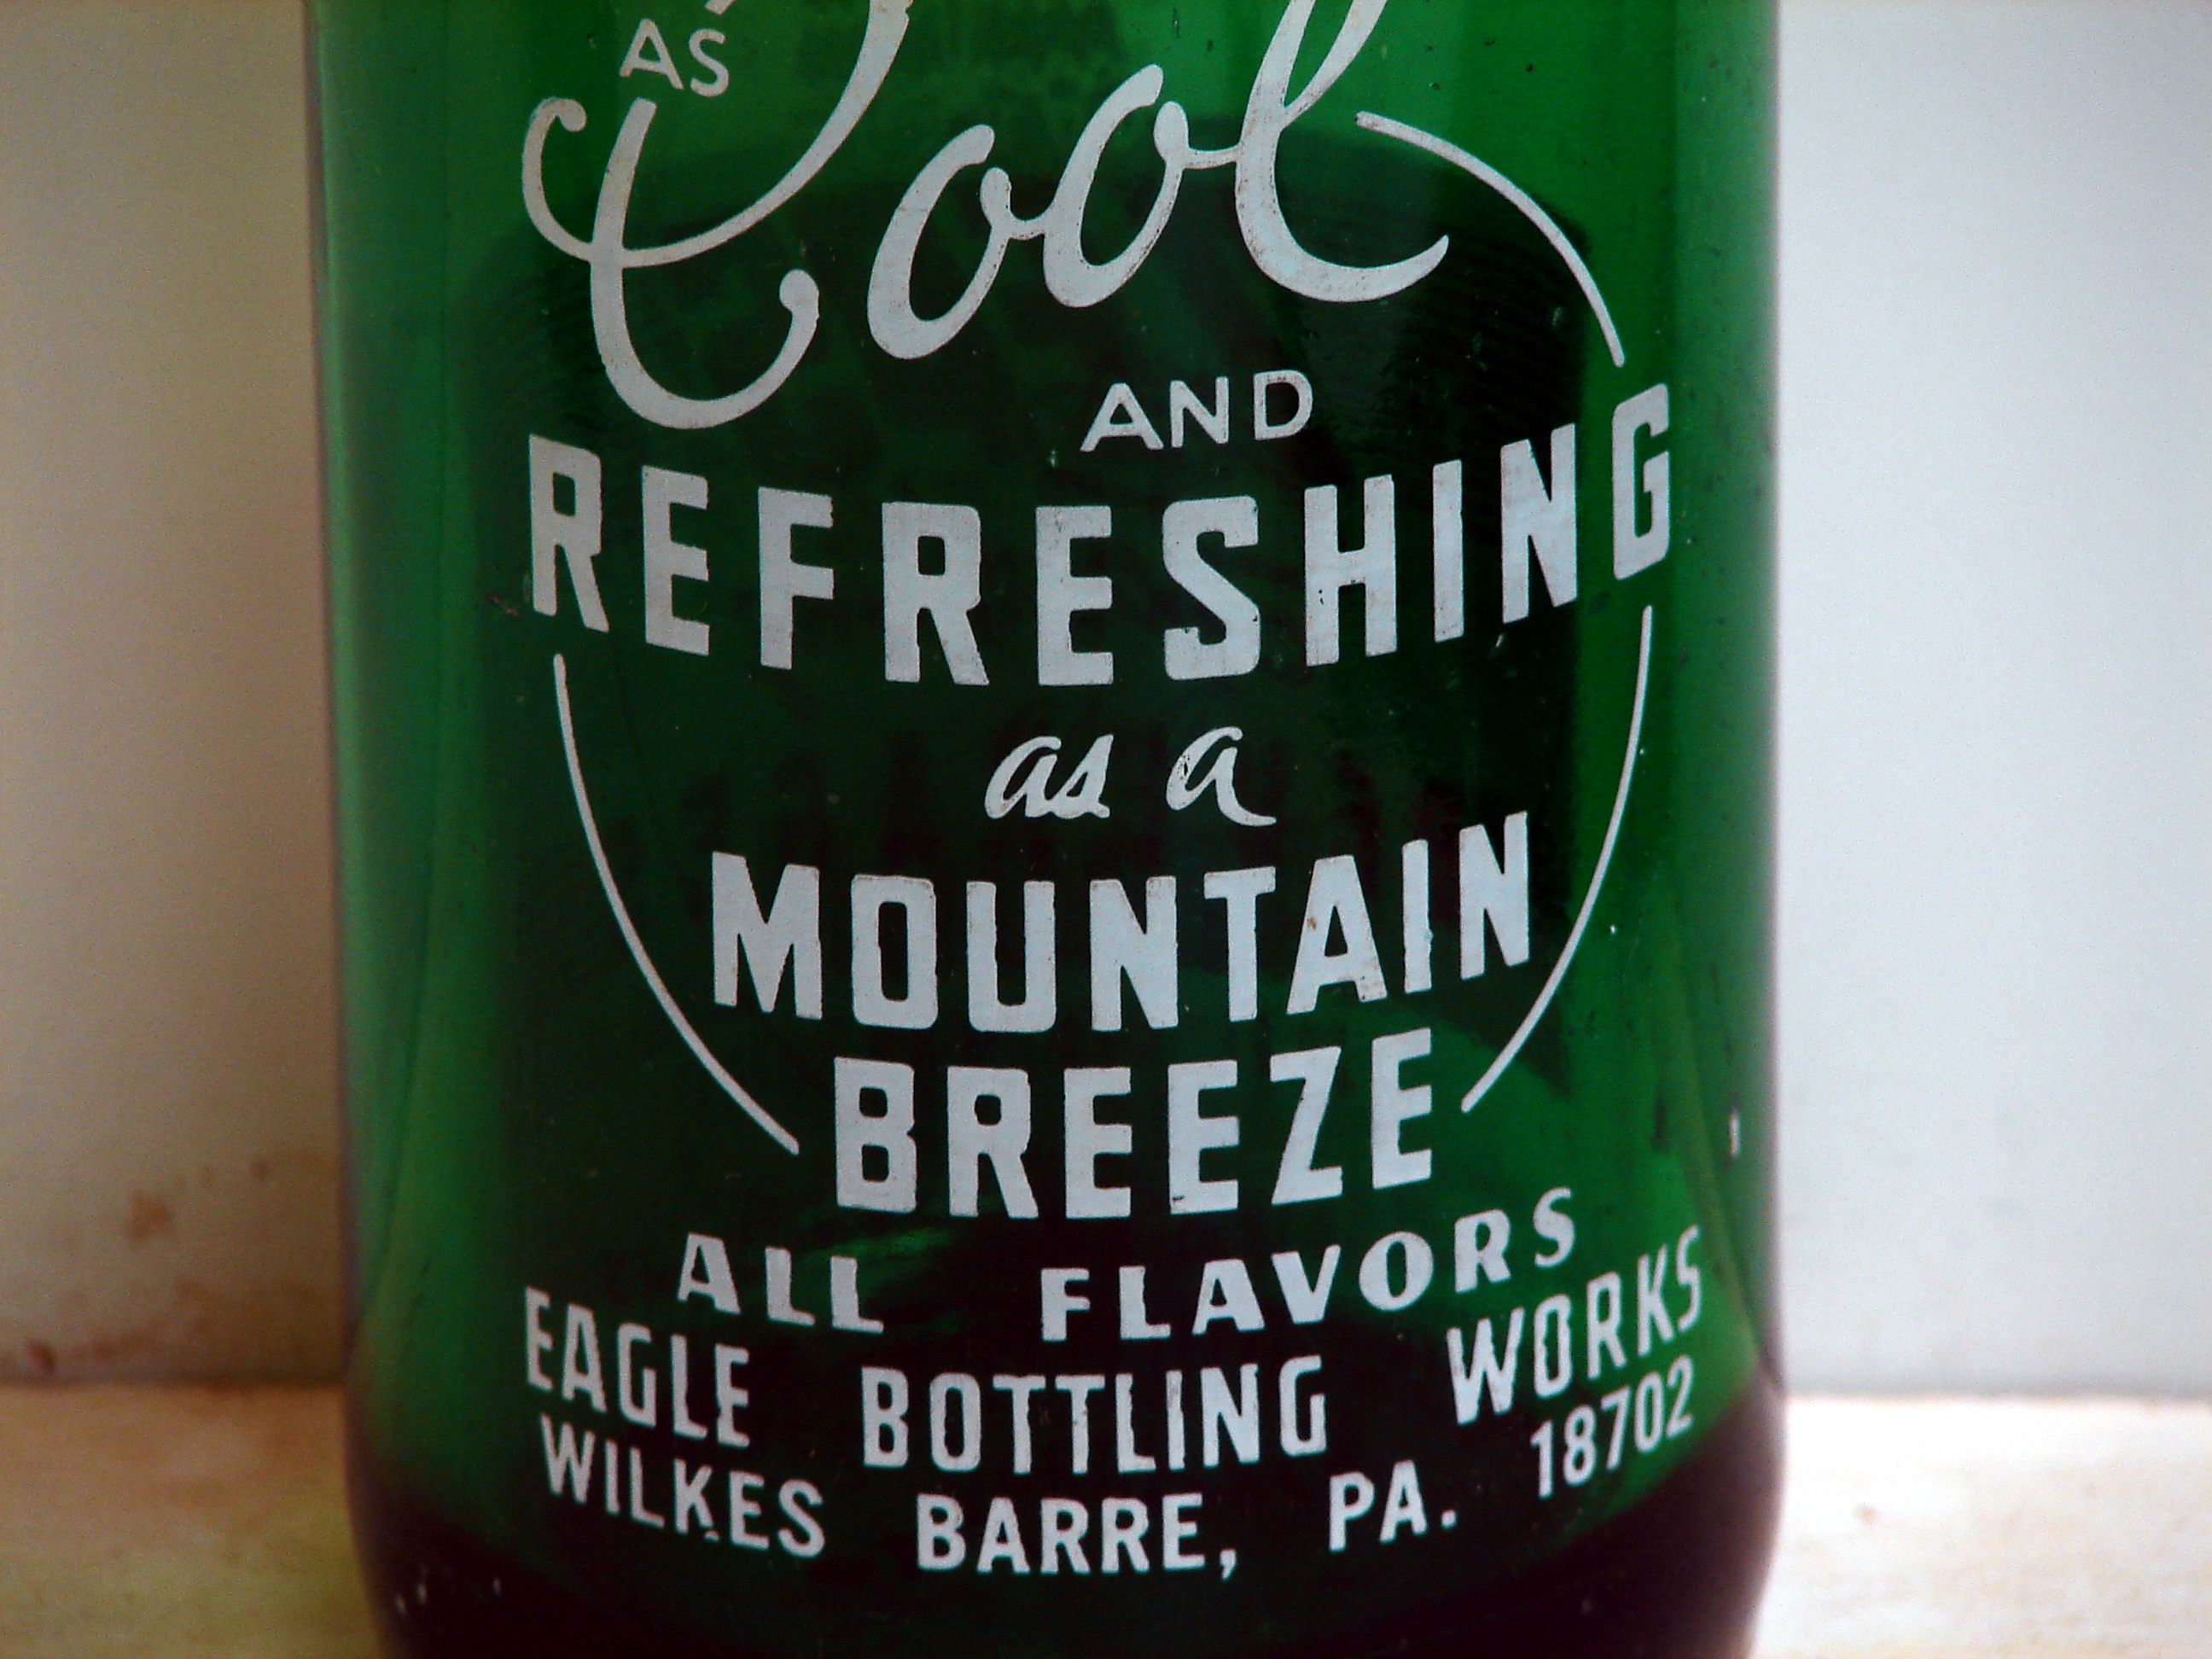 AS
Cool
AND
REFRESHING
as a
MOUNTAIN
BREEZE
ALL FLAVORS
EAGLE BOTTLING WORKS
WILKES BARRE, PA. 18702